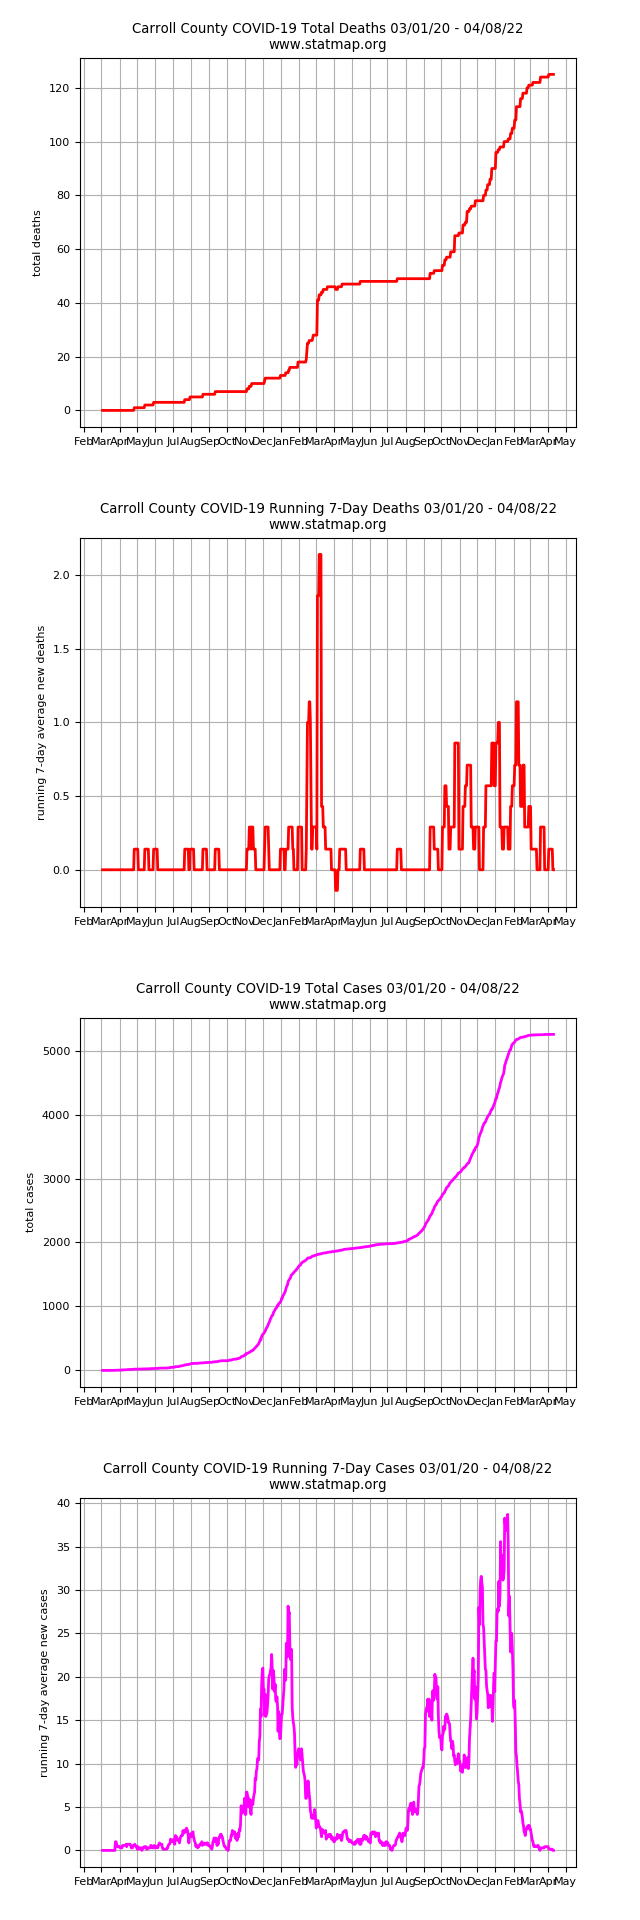 Carroll County COVID-19 Total Deaths 03/01/20 - 04/08/22
www.statmap.org
120
100
80
60
40
20
0
total deaths
Feb Mar Apr May Jun Jul Aug Sep Oct Nov Dec Jan Feb Mar Apr May Jun Jul Aug Sep Oct Nov Dec Jan Feb Mar Apr May
Carroll County COVID-19 Running 7-Day Deaths 03/01/20 - 04/08/22
www.statmap.org
2.0
1.5
1.0
0.5
0.0
running 7-day average new deaths
Feb Mar Apr May Jun Jul Aug Sep Oct Nov Dec Jan Feb Mar Apr May Jun Jul Aug Sep Oct Nov Dec Jan Feb Mar Apr May
Carroll County COVID-19 Total Cases 03/01/20 - 04/08/22
www.statmap.org
5000
4000
3000
2000
1000
0
total cases
Feb Mar Apr May Jun Jul Aug Sep Oct Nov Dec Jan Feb Mar Apr May Jun Jul Aug Sep Oct Nov Dec Jan Feb Mar Apr May
Carroll County COVID-19 Running 7-Day Cases 03/01/20 - 04/08/22
www.statmap.org
40
35
30
25
20
15
10
5
0
running 7-day average new cases
Feb Mar Apr May Jun Jul Aug Sep Oct Nov Dec Jan Feb Mar Apr May Jun Jul Aug Sep Oct Nov Dec Jan Feb Mar Apr May